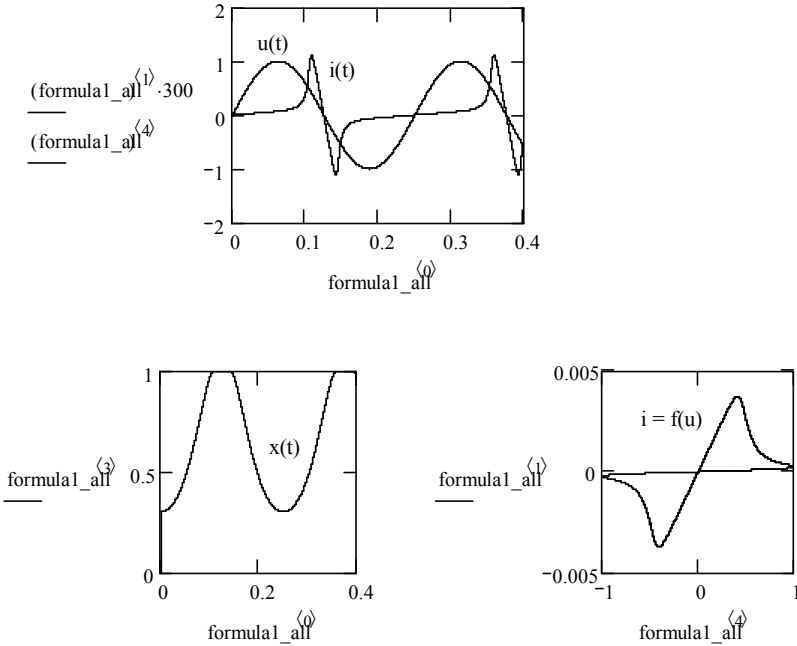 2
u(t)
i(t)
1
(formula1_all)⟨1⟩·300
0
(formula1_all)⟨4⟩
−1
−2
0 0.1 0.2 0.3 0.4
formula1_all⟨0⟩
1
x(t)
formula1_all⟨3⟩
0.5
0
0 0.2 0.4
formula1_all⟨0⟩
0.005
i = f(u)
formula1_all⟨1⟩
0
−0.005
−1 0 1
formula1_all⟨4⟩